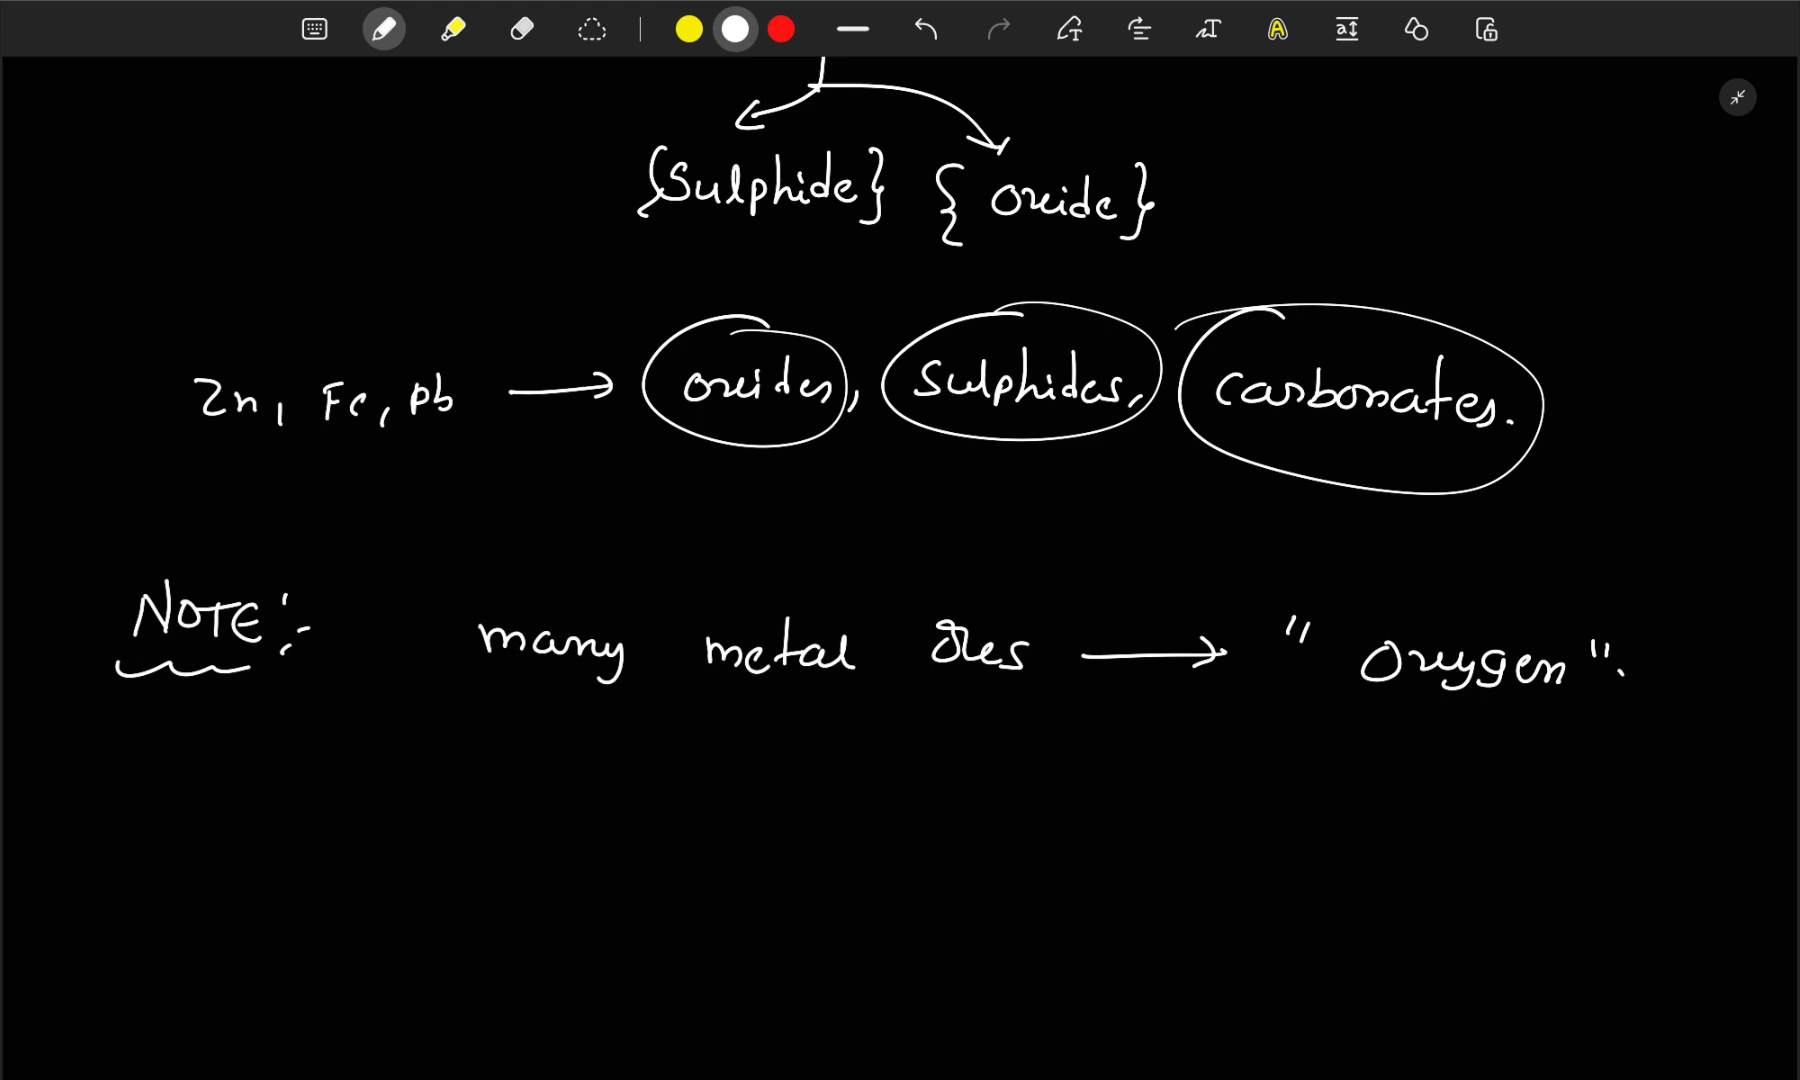 {Sulphide} { oxide}
Zn, Fe, Pb → oxides, Sulphides, Carbonates.
NOTE:- many metal ores → " oxygen".